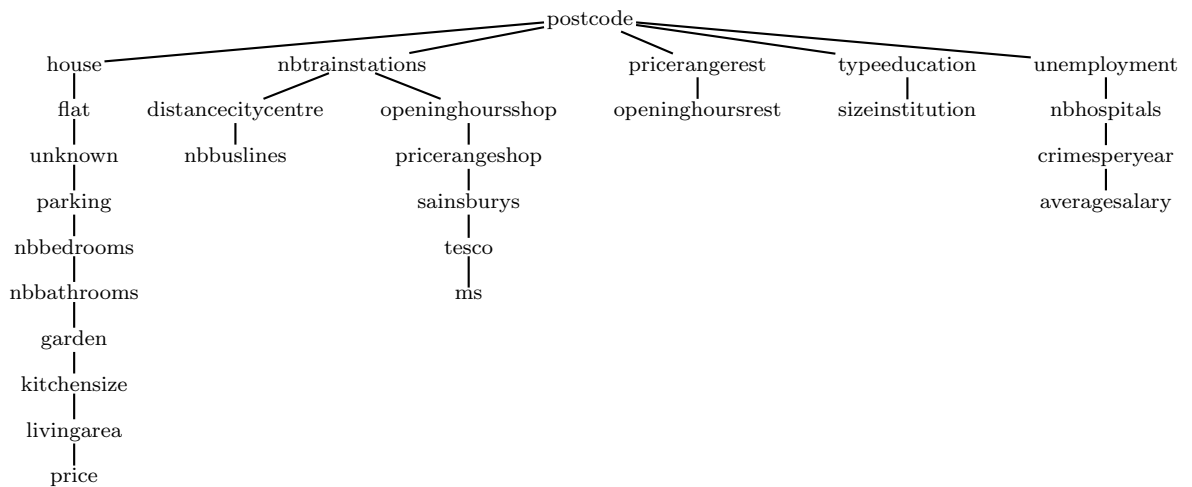 postcode
house nbtrainstations pricerangerest typeeducation unemployment
flat distancecitycentre openinghoursshop openinghoursrest sizeinstitution nbhospitals
unknown nbbuslines pricerangeshop crimesperyear
parking sainsburys averagesalary
nbbedrooms tesco
nbbathrooms ms
garden
kitchensize
livingarea
price